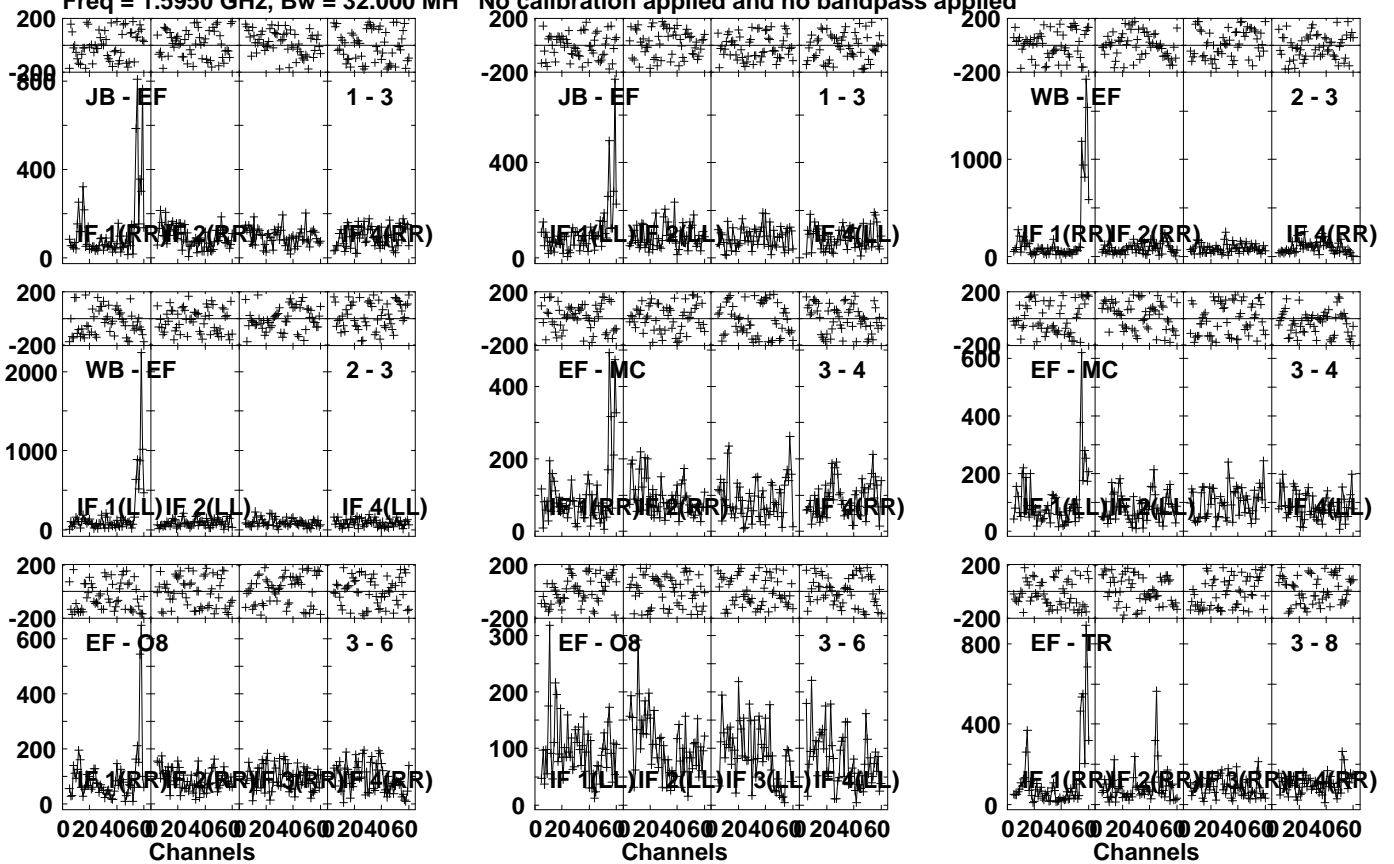 Freq = 1.5950 GHz, Bw = 32.000 MH No calibration applied and no bandpass applied
200
-200
800
400
0
JB - EF
1 - 3
IF 1(RR)
IF 2(RR)
IF 4(RR)
200
-200
400
0
JB - EF
1 - 3
IF 1(LL)
IF 2(LL)
IF 4(LL)
200
-200
1000
0
WB - EF
2 - 3
IF 1(RR)
IF 2(RR)
IF 4(RR)
200
-200
2000
1000
0
WB - EF
2 - 3
IF 1(LL)
IF 2(LL)
IF 4(LL)
200
-200
400
200
0
EF - MC
3 - 4
IF 1(RR)
IF 2(RR)
IF 4(RR)
200
-200
600
400
200
0
EF - MC
3 - 4
IF 1(LL)
IF 2(LL)
IF 4(LL)
200
-200
600
400
200
0
EF - O8
3 - 6
IF 1(RR)
IF 2(RR)
IF 3(RR)
IF 4(RR)
0 20 40 60 0 20 40 60 0 20 40 60 0 20 40 60
Channels
200
-200
300
200
100
0
EF - O8
3 - 6
IF 1(LL)
IF 2(LL)
IF 3(LL)
IF 4(LL)
0 20 40 60 0 20 40 60 0 20 40 60 0 20 40 60
Channels
200
-200
800
400
0
EF - TR
3 - 8
IF 1(RR)
IF 2(RR)
IF 3(RR)
IF 4(RR)
0 20 40 60 0 20 40 60 0 20 40 60 0 20 40 60
Channels